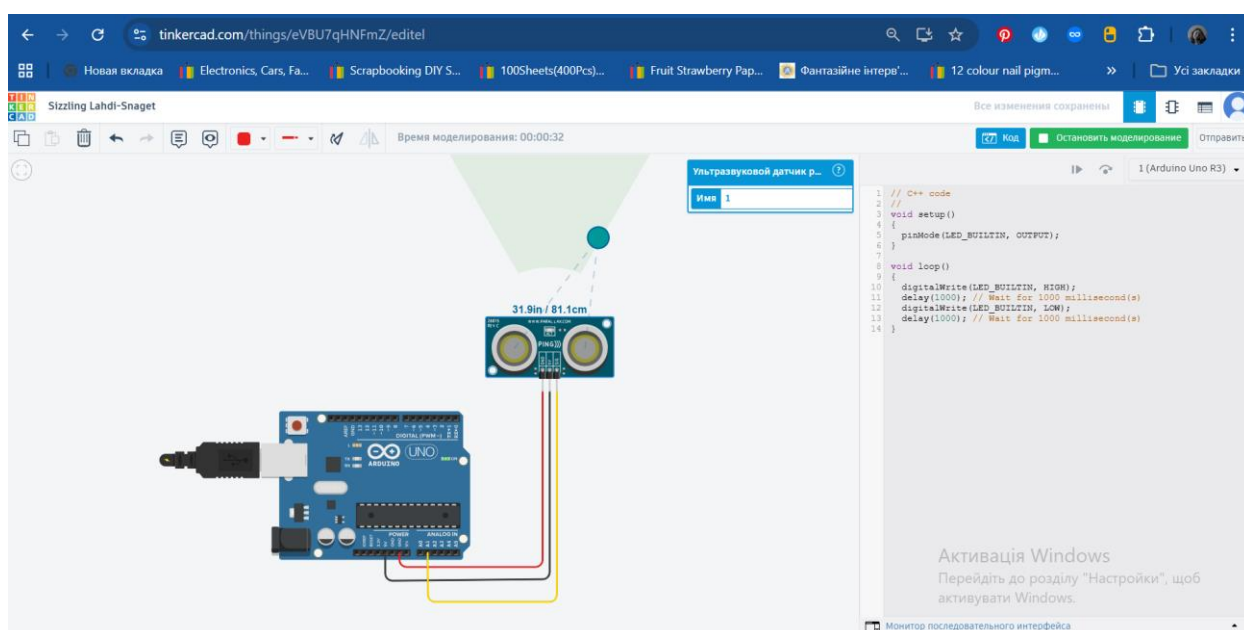 tinkercad.com/things/eVBU7qHNFmZ/editel
Новая вкладка
Electronics, Cars, Fa...
Scrapbooking DIY S...
100Sheets(400Pcs)...
Fruit Strawberry Pap...
Фантазійне інтерв'...
12 colour nail pigm...
»
Усі закладки
TIN
KER
CAD
Sizzling Lahdi-Snaget
Все изменения сохранены
Время моделирования: 00:00:32
Код
Остановить моделирование
Отправить
Ультразвуковой датчик р...
Имя 1
1 (Arduino Uno R3)
1 // C++ code
2 //
3 void setup()
4 {
5 pinMode(LED_BUILTIN, OUTPUT);
6 }
7
8 void loop()
9 {
10 digitalWrite(LED_BUILTIN, HIGH);
11 delay(1000); // Wait for 1000 millisecond(s)
12 digitalWrite(LED_BUILTIN, LOW);
13 delay(1000); // Wait for 1000 millisecond(s)
14 }
31.9in / 81.1cm
PING)))
DIGITAL (PWM~)
UNO
ARDUINO
POWER
ANALOG IN
Активація Windows
Перейдіть до розділу "Настройки", щоб
активувати Windows.
Монитор последовательного интерфейса